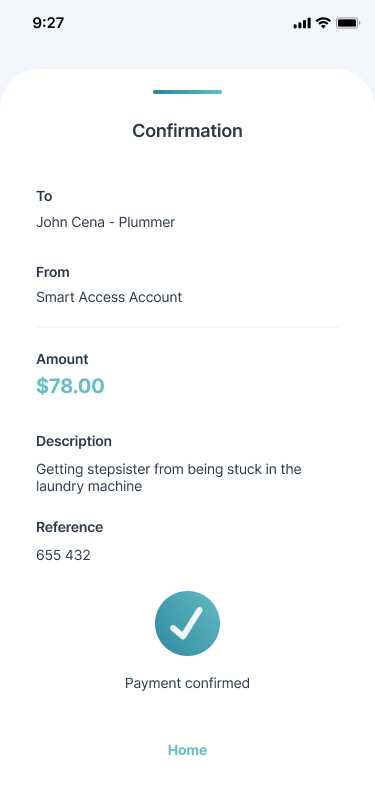 9:27
Confirmation
To
John Cena - Plummer
From
Smart Access Account
Amount
$78.00
Description
Getting stepsister from being stuck in the
laundry machine
Reference
655 432
Payment confirmed
Home